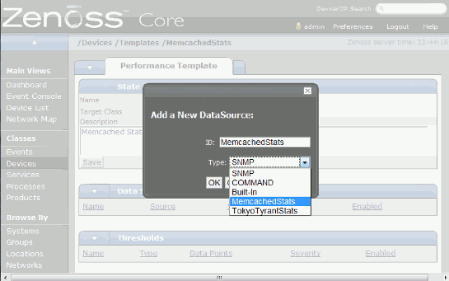 Zenoss Core
Device/IP Search
admin Preferences Logout Help
/Devices /Templates /MemcachedStats
Zenoss server time:
Main Views
Dashboard
Event Console
Device List
Network Map
Classes
Events
Devices
Services
Processes
Products
Browse By
Systems
Groups
Locations
Networks
Performance Template
State
Name
Target Class
Description
Memcached Stat
Save
Add a New DataSource:
ID: MemcachedStats
Type: SNMP
SNMP
COMMAND
Built-In
MemcachedStats
TokyoTyrantStats
OK
Data
Name Source Enabled
Thresholds
Name Type Data Points Severity Enabled